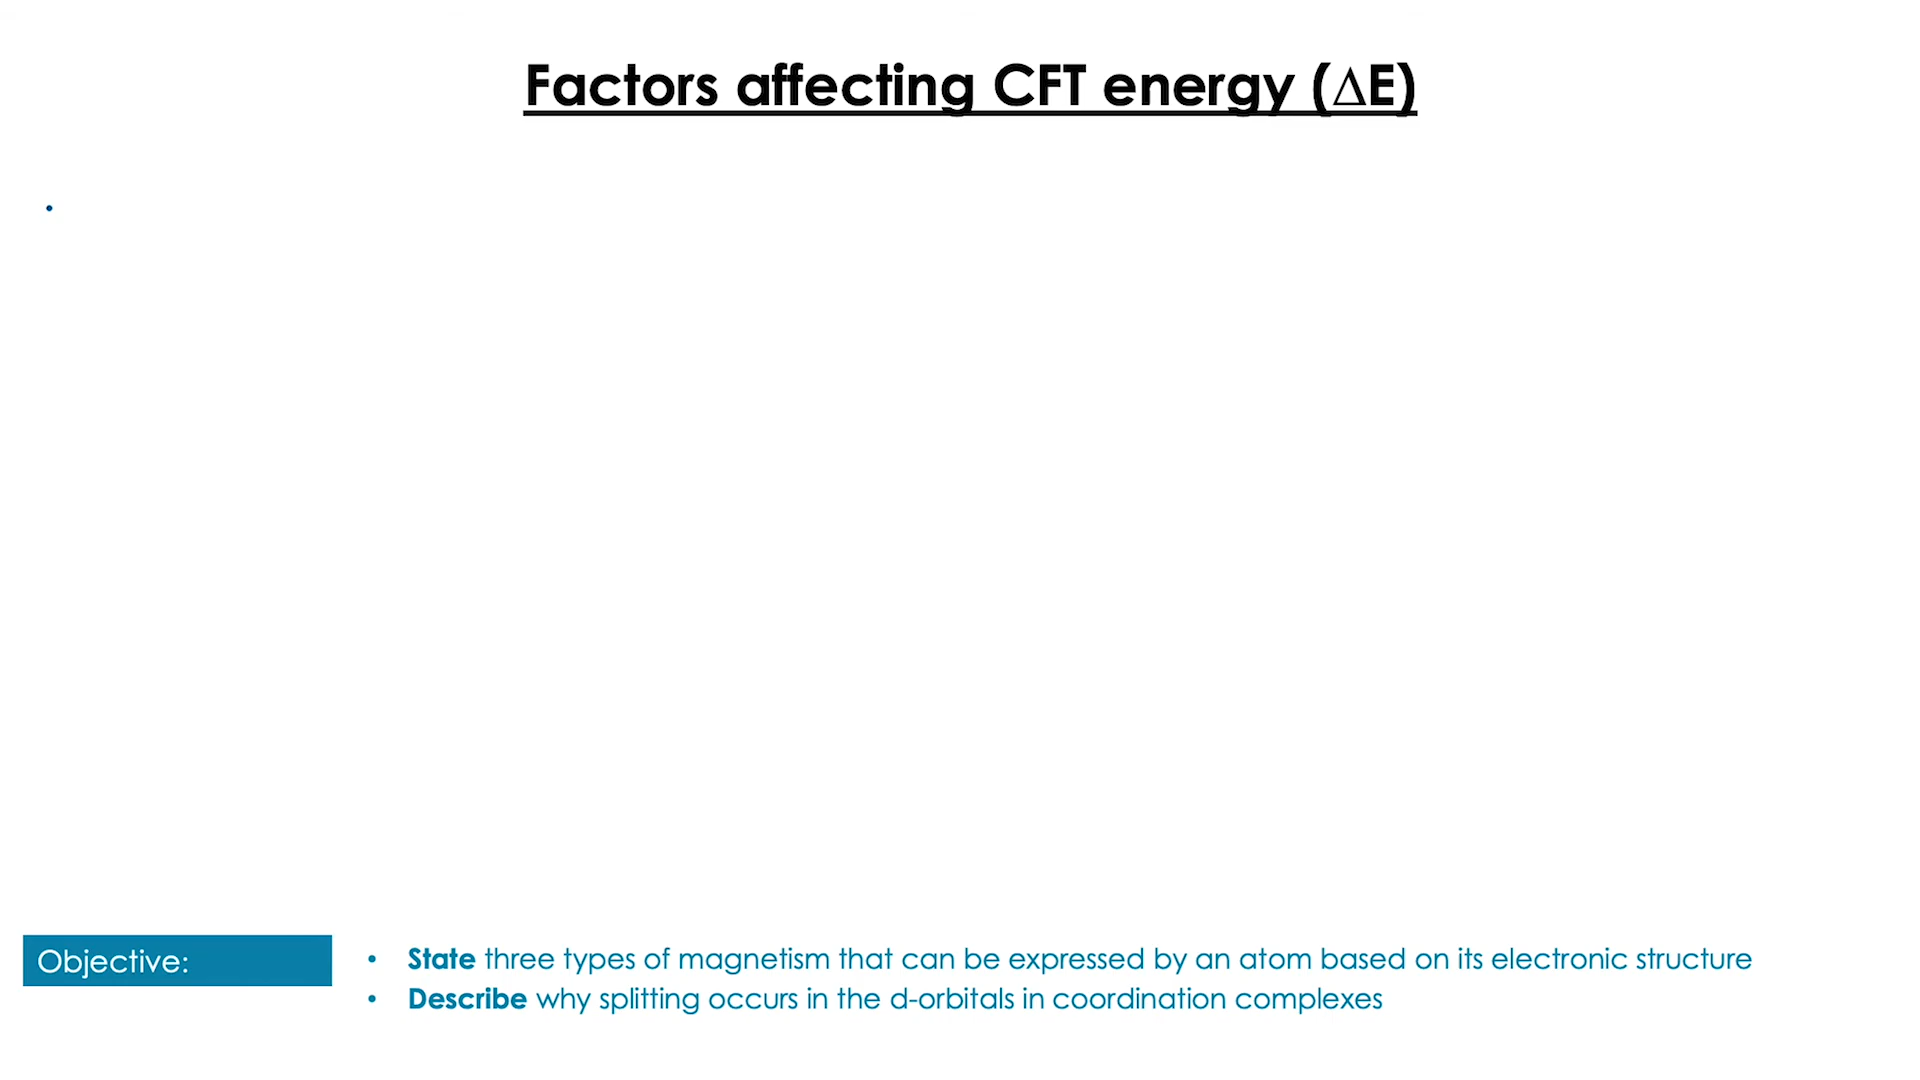 Factors affecting CFT energy (∆E)
•
Objective:
• State three types of magnetism that can be expressed by an atom based on its electronic structure
• Describe why splitting occurs in the d-orbitals in coordination complexes